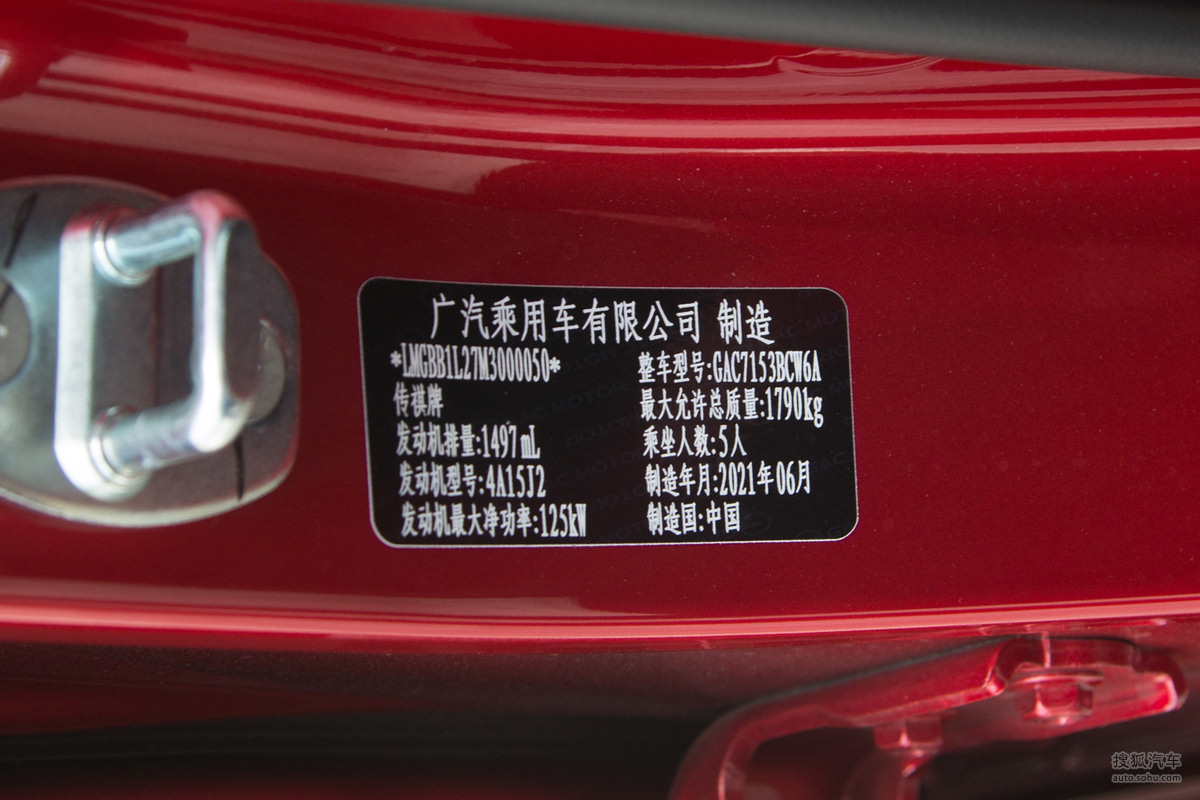 广汽乘用车有限公司 制造
*LMGBB1L27M3000050*
整车型号:GAC7153BCW6A
传祺牌
最大允许总质量:1790kg
发动机排量:1497mL
乘坐人数:5人
发动机型号:4A15J2
制造年月:2021年06月
发动机最大净功率:125kW
制造国:中国
搜狐汽车
auto.sohu.com